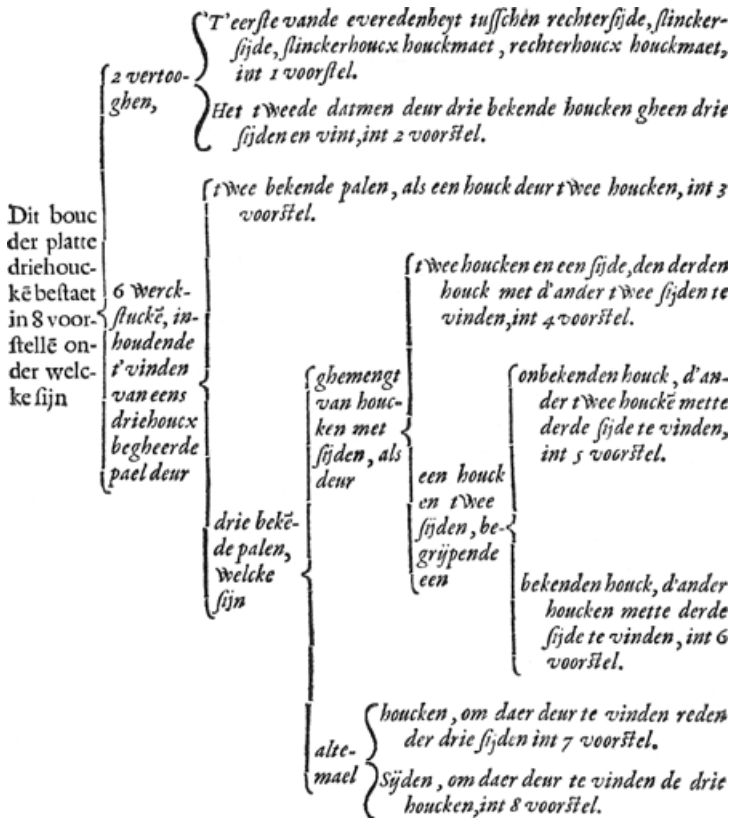 Dit bouc
der platte
driehouc-
kē bestaet
in 8 voor-
stellē on-
der welc-
ke sijn
2 vertoo-
ghen,
T'eerste vande everedenheyt tusschen rechtersijde, slincker-
sijde, slinckerhoucx houckmaet, rechterhoucx houckmaet,
int 1 voorstel.
Het tweede datmen deur drie bekende houcken gheen drie
sijden en vint, int 2 voorstel.
6 werck-
stuckē, in-
houdende
t'vinden
van eens
driehoucx
begheerde
pael deur
twee bekende palen, als een houck deur twee houcken, int 3
voorstel.
drie bekē-
de palen,
welcke
sijn
ghemengt
van houc-
ken met
sijden, als
deur
twee houcken en een sijde, den derden
houck met d'ander twee sijden te
vinden, int 4 voorstel.
een houck
en twee
sijden, be-
grijpende
een
onbekenden houck, d'an-
der twee houckē mette
derde sijde te vinden,
int 5 voorstel.
bekenden houck, d'ander
houcken mette derde
sijde te vinden, int 6
voorstel.
alte-
mael
houcken, om daer deur te vinden reden
der drie sijden int 7 voorstel.
Sijden, om daer deur te vinden de drie
houcken, int 8 voorstel.